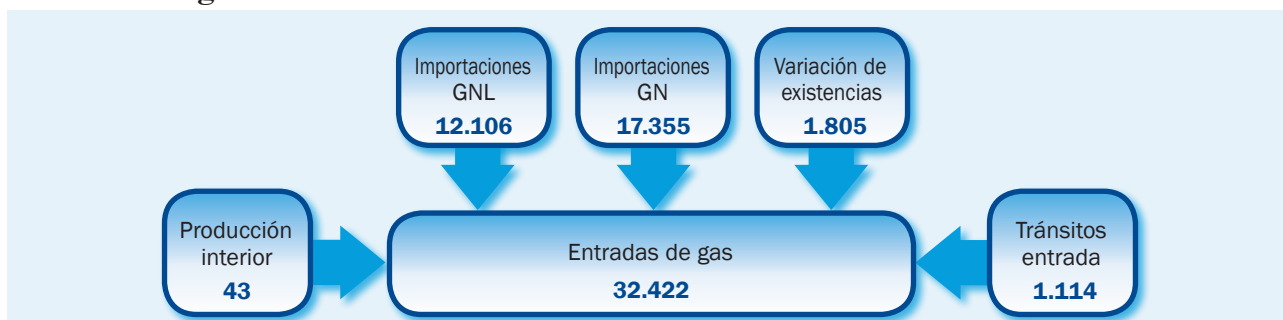 Importaciones
GNL
12.106
Importaciones
GN
17.355
Variación de
existencias
1.805
Producción
interior
43
Entradas de gas
32.422
Tránsitos
entrada
1.114